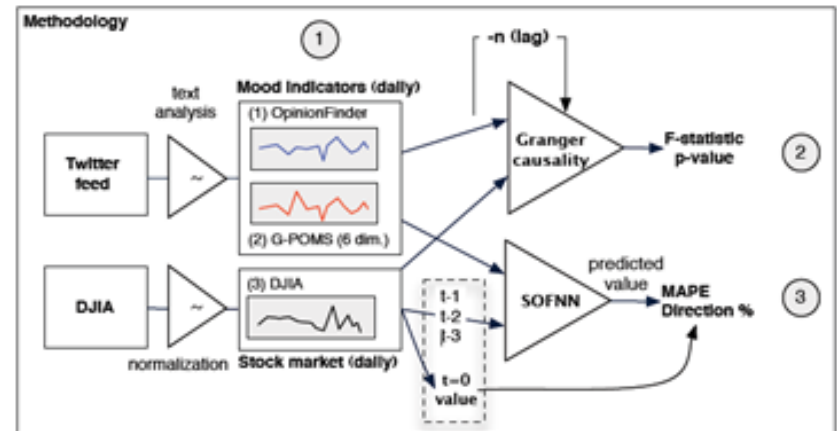 Methodology
1
-n (lag)
text
analysis
Mood Indicators (daily)
(1) OpinionFinder
Twitter
feed
~
(2) G-POMS (6 dim.)
Granger
causality
F-statistic
p-value
2
DJIA
~
normalization
(3) DJIA
Stock market (daily)
t-1
t-2
t-3
t=0
value
SOFNN
predicted
value
MAPE
Direction %
3